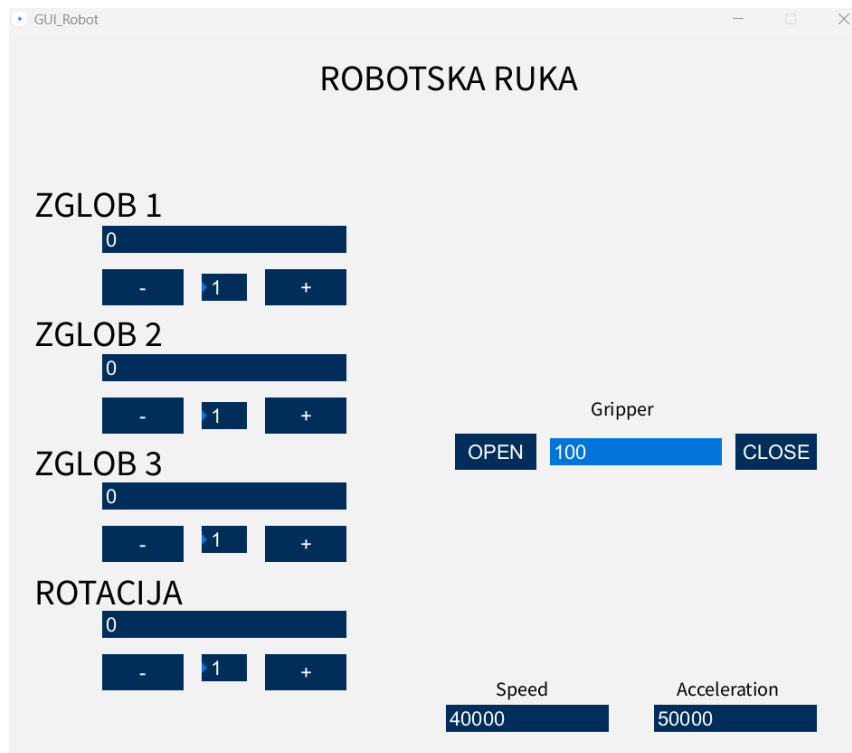 GUI_Robot
ROBOTSKA RUKA
ZGLOB 1
0
- 1 +
ZGLOB 2
0
- 1 +
ZGLOB 3
0
- 1 +
ROTACIJA
0
- 1 +
Gripper
OPEN 100 CLOSE
Speed
40000
Acceleration
50000